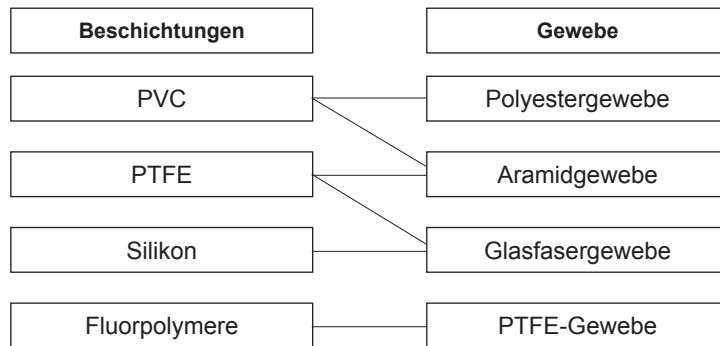 Beschichtungen Gewebe
PVC Polyestergewebe
PTFE Aramidgewebe
Silikon Glasfasergewebe
Fluorpolymere PTFE-Gewebe